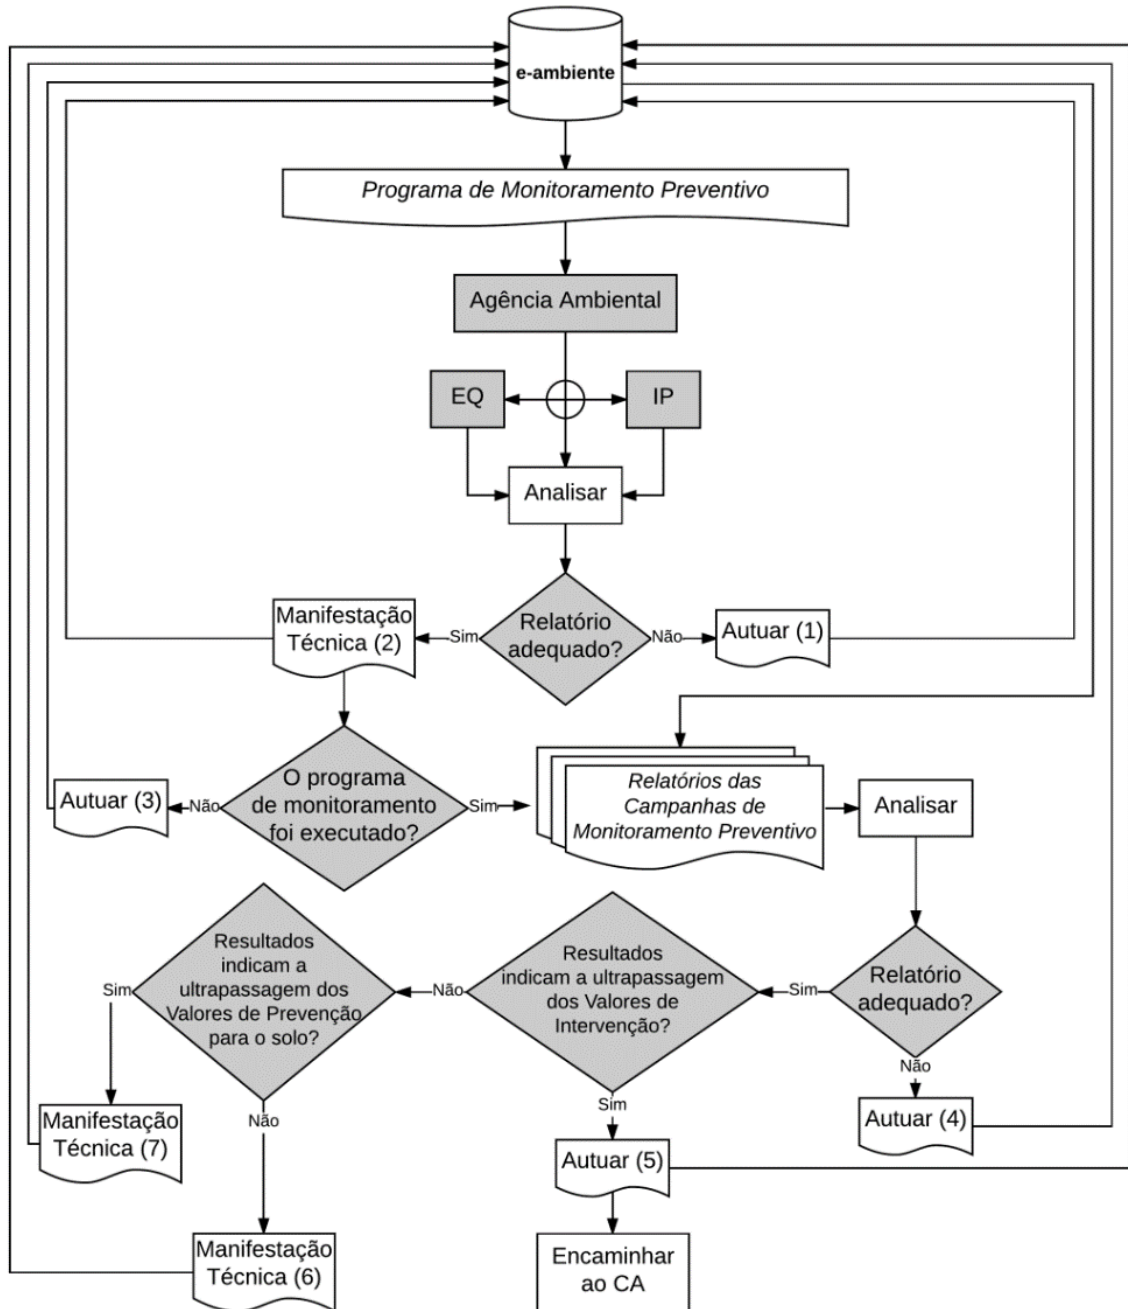 e-ambiente
Programa de Monitoramento Preventivo
Agência Ambiental
EQ
IP
Analisar
Relatório
adequado?
Sim
Não
Manifestação
Técnica (2)
Autuar (1)
O programa
de monitoramento
foi executado?
Não
Sim
Autuar (3)
Relatórios das
Campanhas de
Monitoramento Preventivo
Analisar
Relatório
adequado?
Sim
Não
Autuar (4)
Resultados
indicam a ultrapassagem
dos Valores de
Intervenção?
Não
Sim
Autuar (5)
Encaminhar
ao CA
Resultados
indicam a
ultrapassagem dos
Valores de Prevenção
para o solo?
Sim
Não
Manifestação
Técnica (7)
Manifestação
Técnica (6)